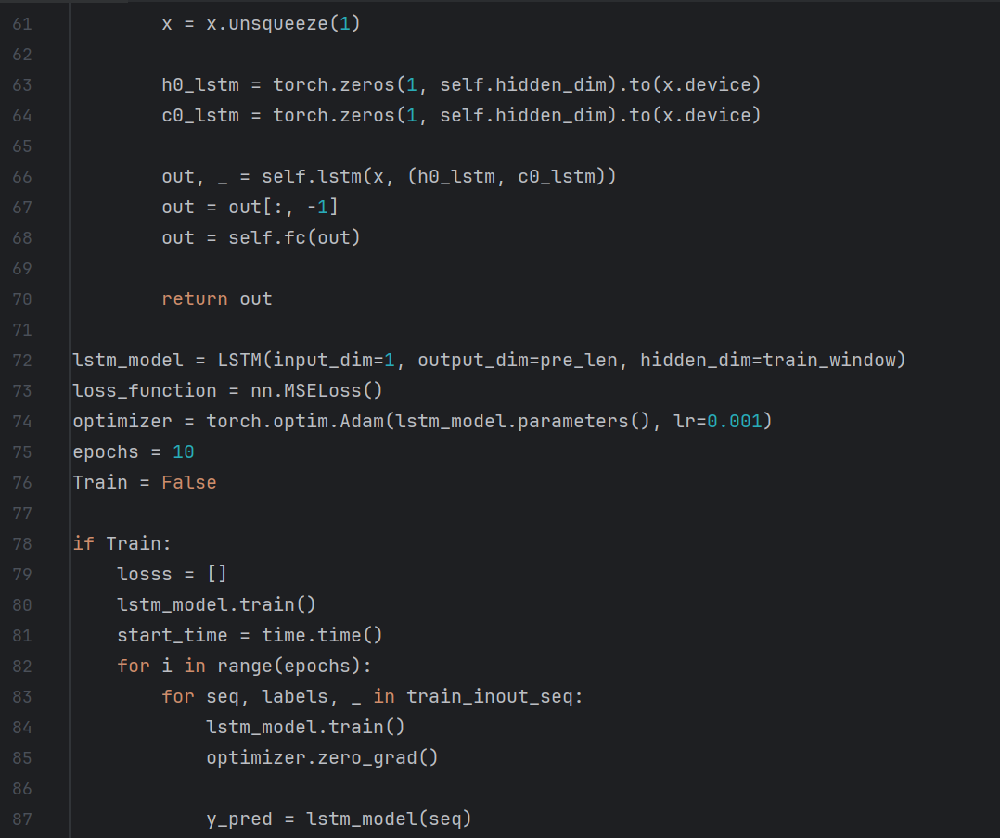 61 x = x.unsqueeze(1)
62
63 h0_lstm = torch.zeros(1, self.hidden_dim).to(x.device)
64 c0_lstm = torch.zeros(1, self.hidden_dim).to(x.device)
65
66 out, _ = self.lstm(x, (h0_lstm, c0_lstm))
67 out = out[:, -1]
68 out = self.fc(out)
69
70 return out
71
72 lstm_model = LSTM(input_dim=1, output_dim=pre_len, hidden_dim=train_window)
73 loss_function = nn.MSELoss()
74 optimizer = torch.optim.Adam(lstm_model.parameters(), lr=0.001)
75 epochs = 10
76 Train = False
77
78 if Train:
79 losss = []
80 lstm_model.train()
81 start_time = time.time()
82 for i in range(epochs):
83 for seq, labels, _ in train_inout_seq:
84 lstm_model.train()
85 optimizer.zero_grad()
86
87 y_pred = lstm_model(seq)